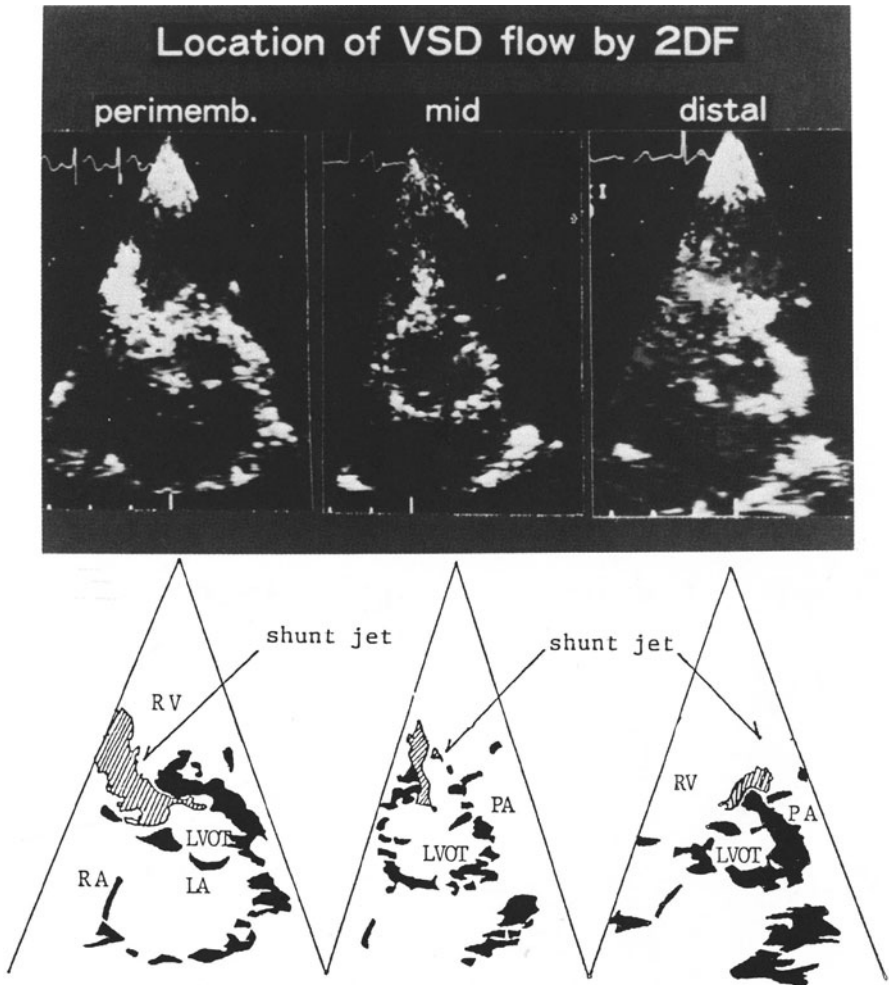 Location of VSD flow by 2DF
perimemb. mid distal
I
shunt jet shunt jet
RV
RV
PA PA
LVOT LVOT LVOT
RA LA